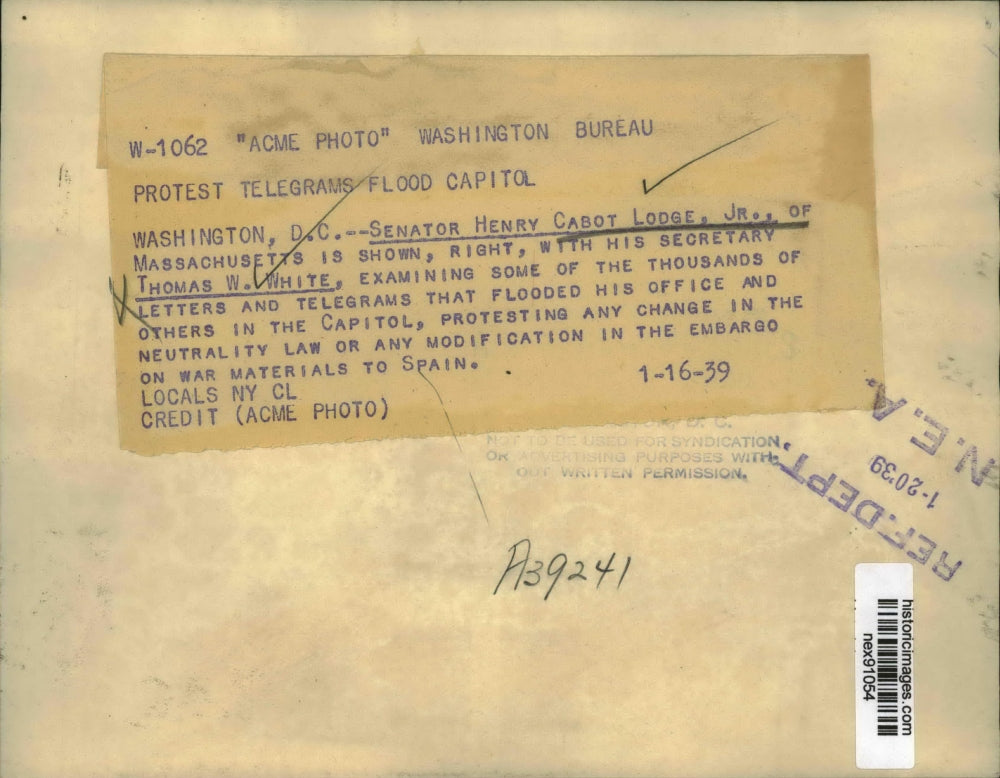 W-1062 "ACME PHOTO" WASHINGTON BUREAU
PROTEST TELEGRAMS FLOOD CAPITOL
WASHINGTON, D.C.--SENATOR HENRY CABOT LODGE, JR., OF
MASSACHUSETTS IS SHOWN, RIGHT, WITH HIS SECRETARY
THOMAS W. WHITE, EXAMINING SOME OF THE THOUSANDS OF
LETTERS AND TELEGRAMS THAT FLOODED HIS OFFICE AND
OTHERS IN THE CAPITOL, PROTESTING ANY CHANGE IN THE
NEUTRALITY LAW OR ANY MODIFICATION IN THE EMBARGO
ON WAR MATERIALS TO SPAIN.
1-16-39
LOCALS NY CL
CREDIT (ACME PHOTO)
D. C.
NOT TO BE USED FOR SYNDICATION,
OR ADVERTISING PURPOSES WITH-
OUT WRITTEN PERMISSION.
N.E.A.
1-20'39
REF.DEPT.
A39241
historicimages.com
nex91054